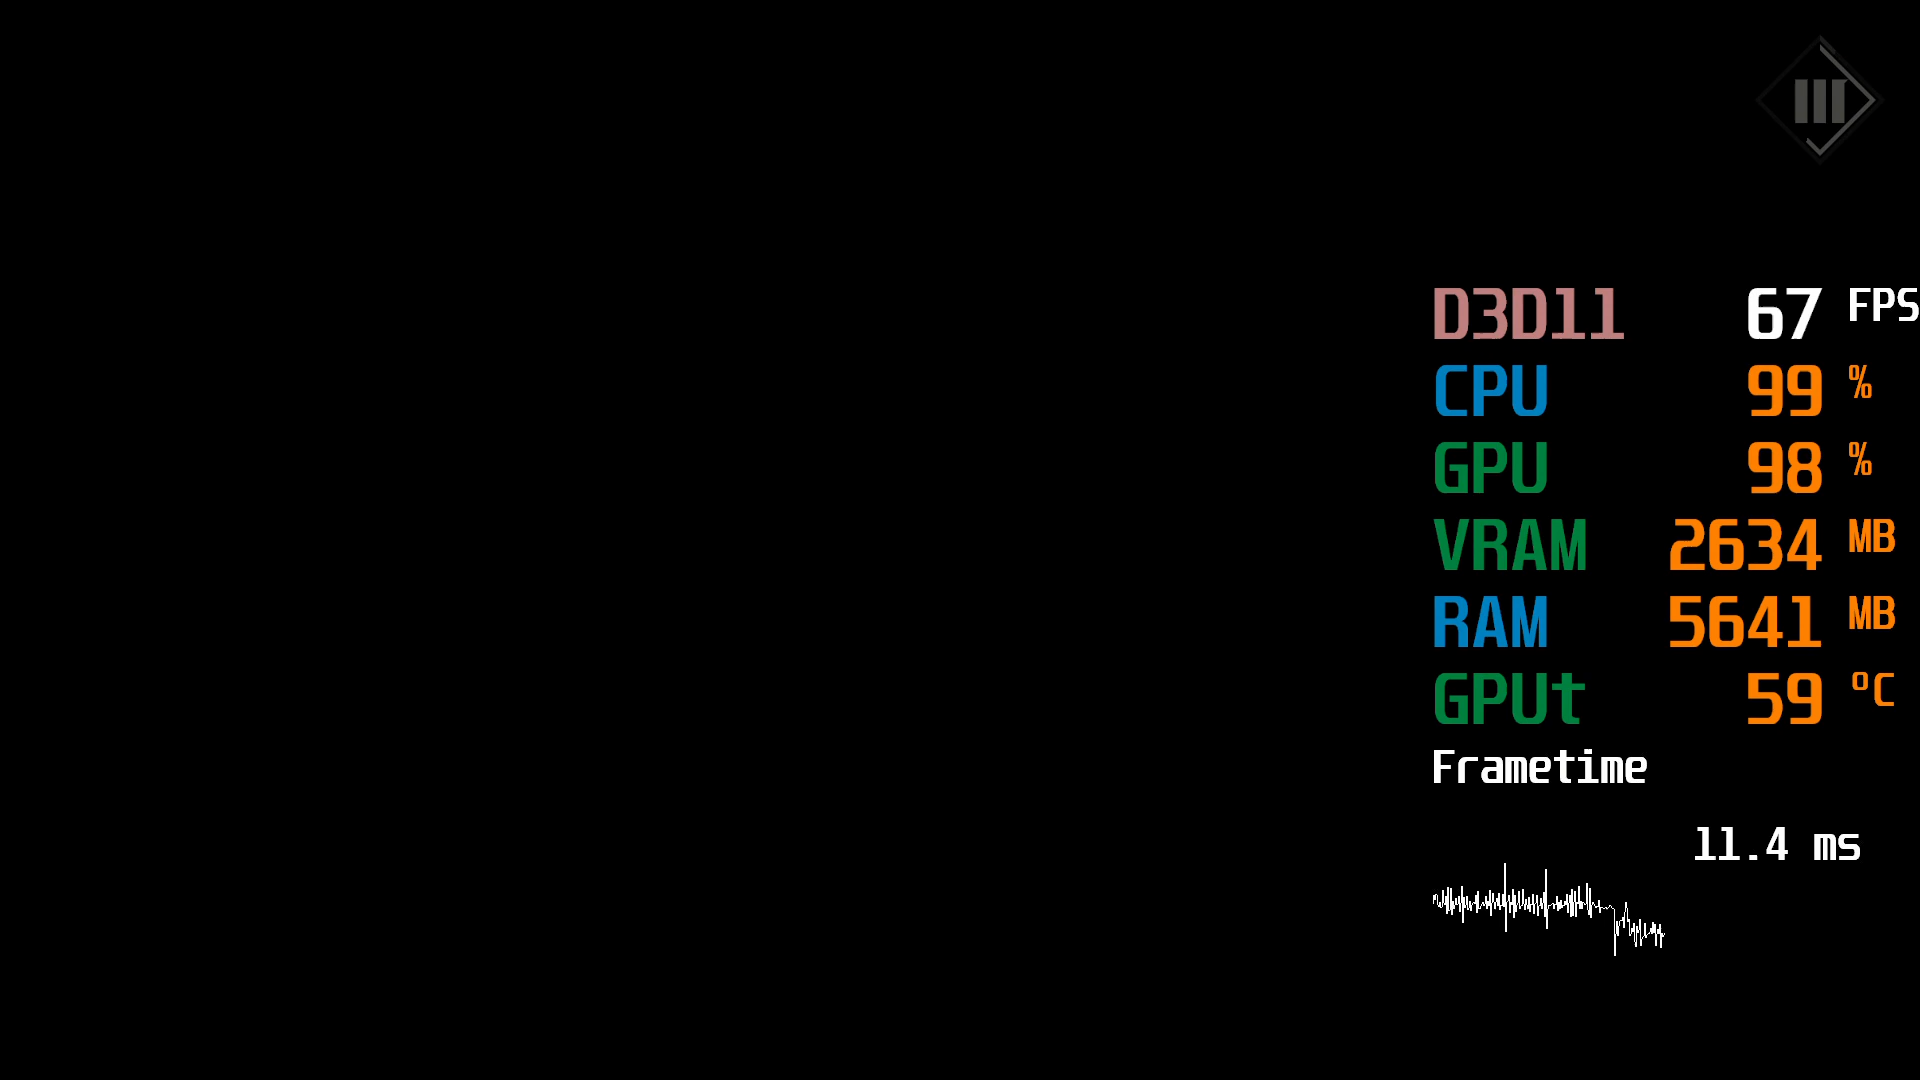 III
D3D11 67 FPS
CPU 99 %
GPU 98 %
VRAM 2634 MB
RAM 5641 MB
GPUt 59 °C
Frametime
11.4 ms